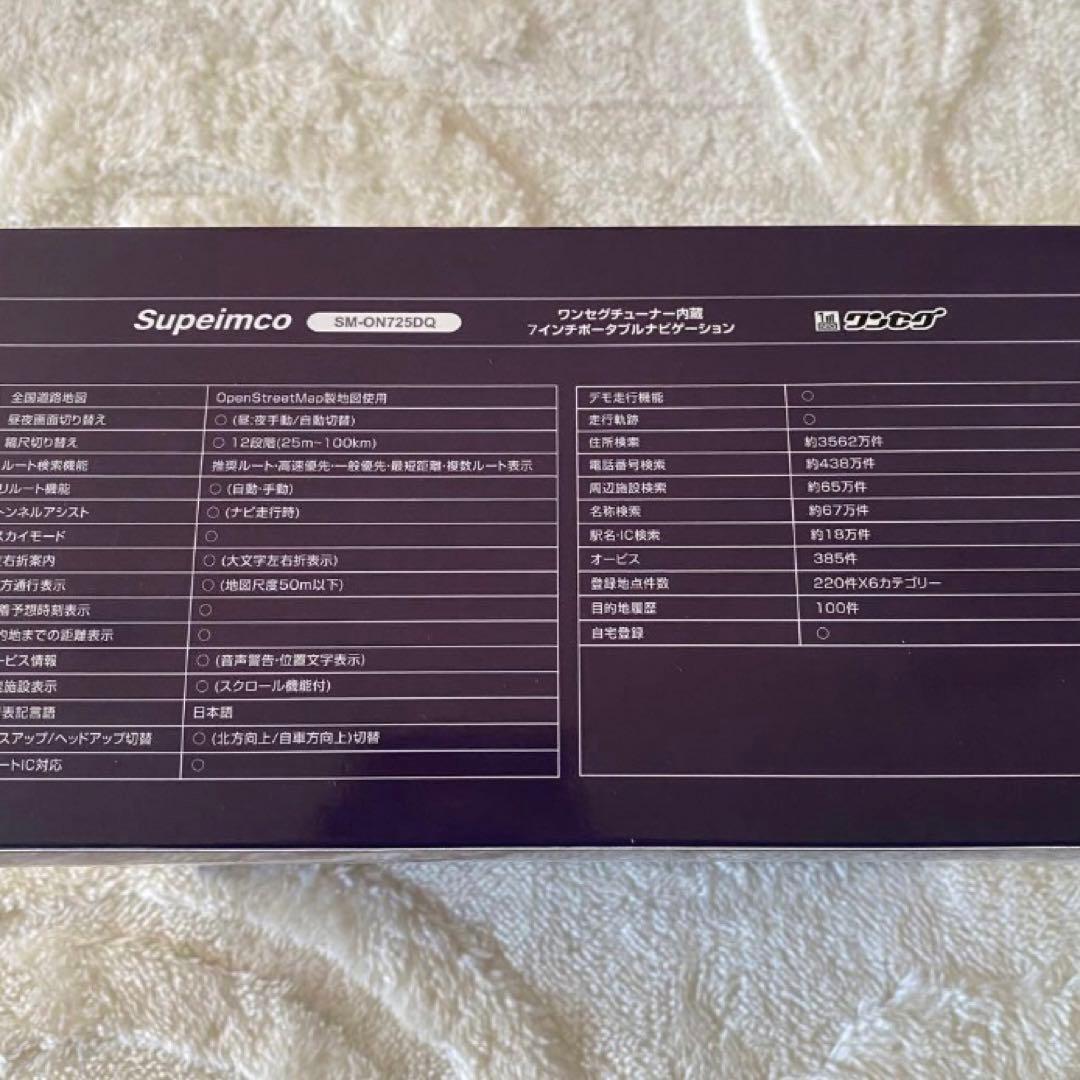 Supeimco SM-ON725DQ
ワンセグチューナー内蔵
7インチポータブルナビゲーション
1seg ワンセグ
全国道路地図 OpenStreetMap製地図使用
昼夜画面切り替え ○ (昼:夜手動/自動切替)
縮尺切り替え ○ 12段階(25m~100km)
ルート検索機能 推奨ルート・高速優先・一般優先・最短距離・複数ルート表示
リルート機能 ○ (自動・手動)
トンネルアシスト ○ (ナビ走行時)
スカイモード ○
右折案内 ○ (大文字左右折表示)
方通行表示 ○ (地図尺度50m以下)
着予想時刻表示 ○
的地までの距離表示 ○
ービス情報 ○ (音声警告・位置文字表示)
施設表示 ○ (スクロール機能付)
表記言語 日本語
スアップ/ヘッドアップ切替 ○ (北方向上/自車方向上)切替
ートIC対応 ○
デモ走行機能 ○
走行軌跡 ○
住所検索 約3562万件
電話番号検索 約438万件
周辺施設検索 約65万件
名称検索 約67万件
駅名・IC検索 約18万件
オービス 385件
登録地点件数 220件X6カテゴリー
目的地履歴 100件
自宅登録 ○